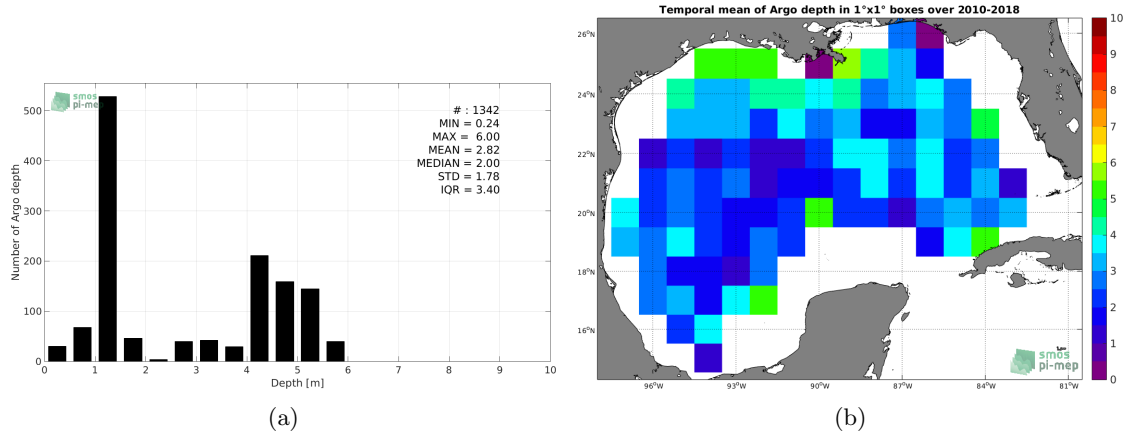 smos
pi-mep
# : 1342
MIN = 0.24
MAX = 6.00
MEAN = 2.82
MEDIAN = 2.00
STD = 1.78
IQR = 3.40
Number of Argo depth
500
400
300
200
100
0
0 1 2 3 4 5 6 7 8 9 10
Depth [m]
(a)
Temporal mean of Argo depth in 1°x1° boxes over 2010-2018
26°N
24°N
22°N
20°N
18°N
16°N
96°W 93°W 90°W 87°W 84°W 81°W
smos
pi-mep
10
9
8
7
6
5
4
3
2
1
0
(b)